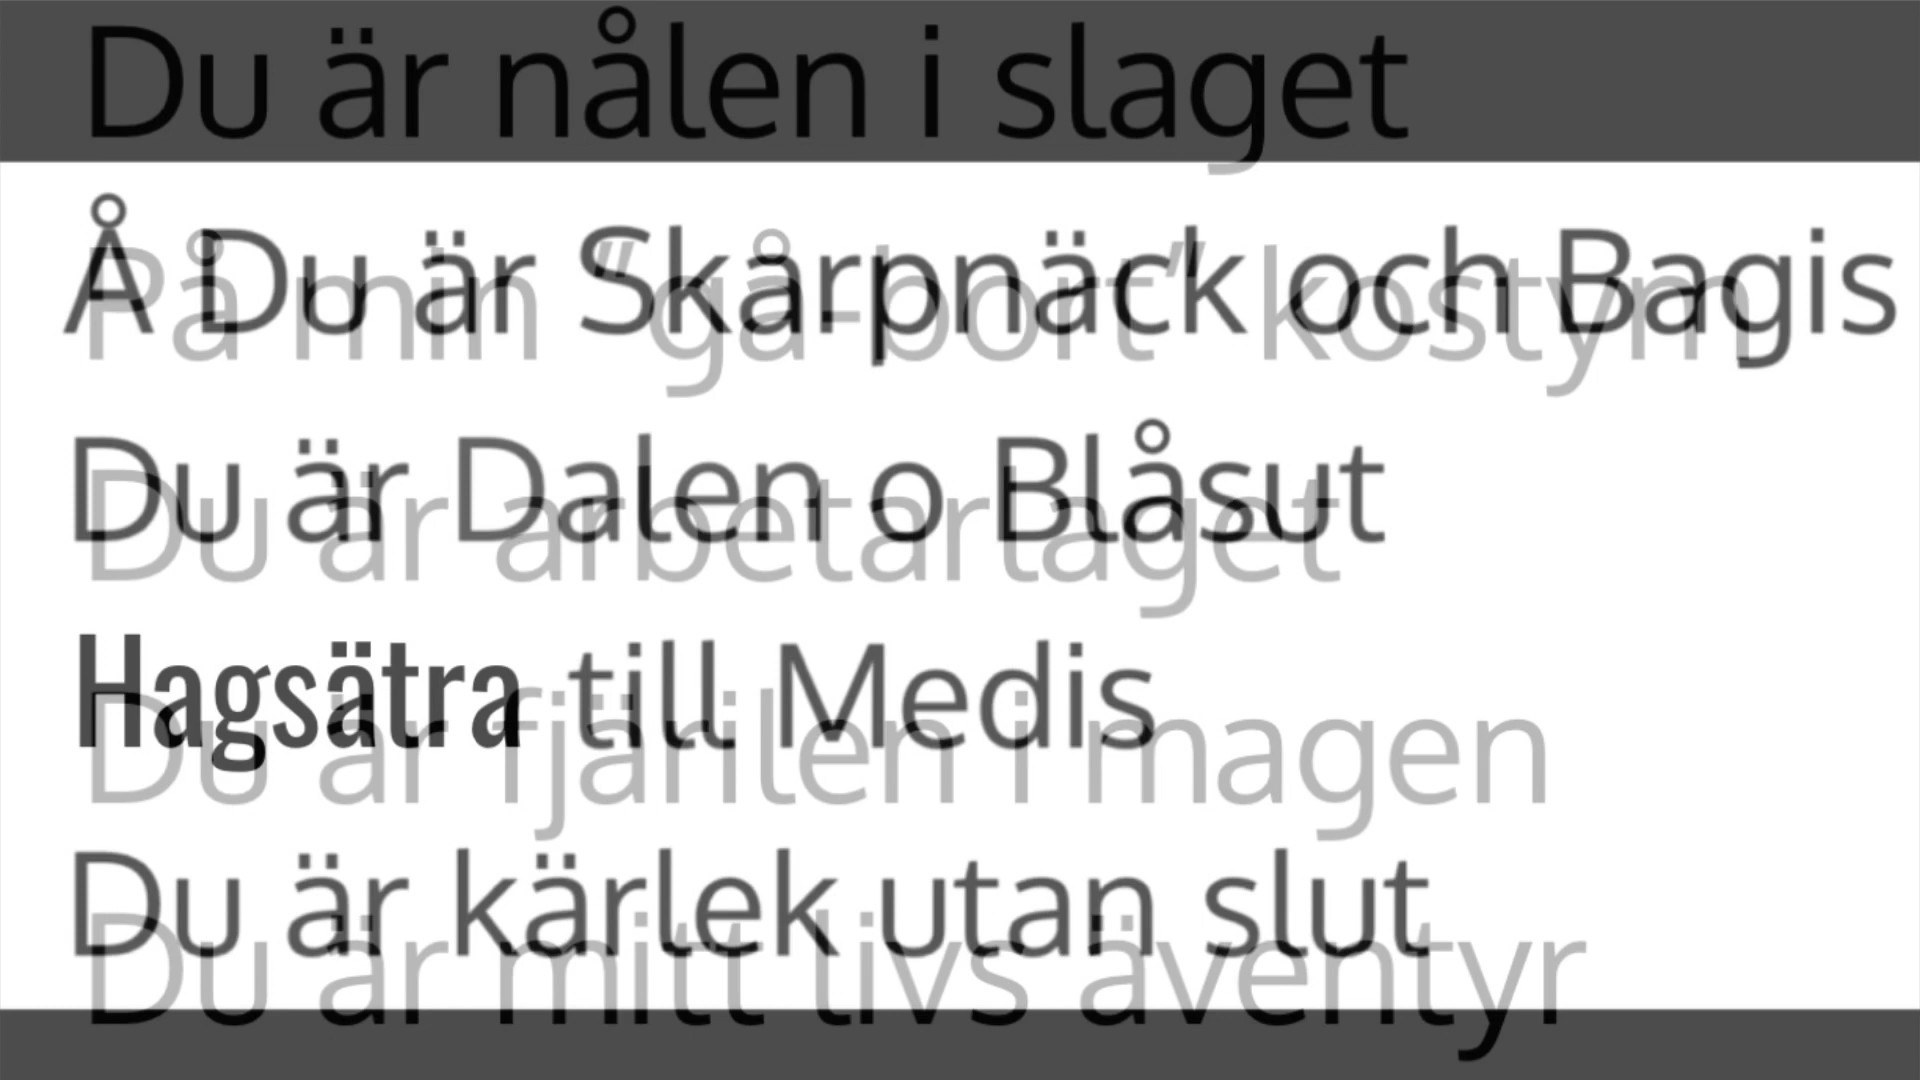 Du är nålen i slaget
Å Du är Skarpnäck och Bagis
På min ”gå-bort” kostym
Du är Dalen o Blåsut
Du är arbetarlaget
Hagsätra till Medis
Du är fjärilen i magen
Du är kärlek utan slut
Du är mitt livs äventyr